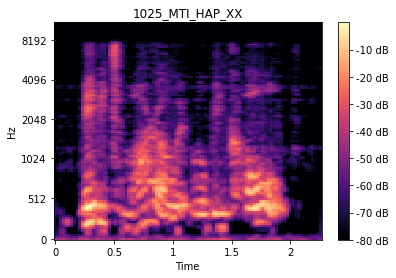 1025_MTI_HAP_XX
8192
4096
2048
1024
512
0
Hz
0
0.5
1
1.5
2
Time
-10 dB
-20 dB
-30 dB
-40 dB
-50 dB
-60 dB
-70 dB
-80 dB